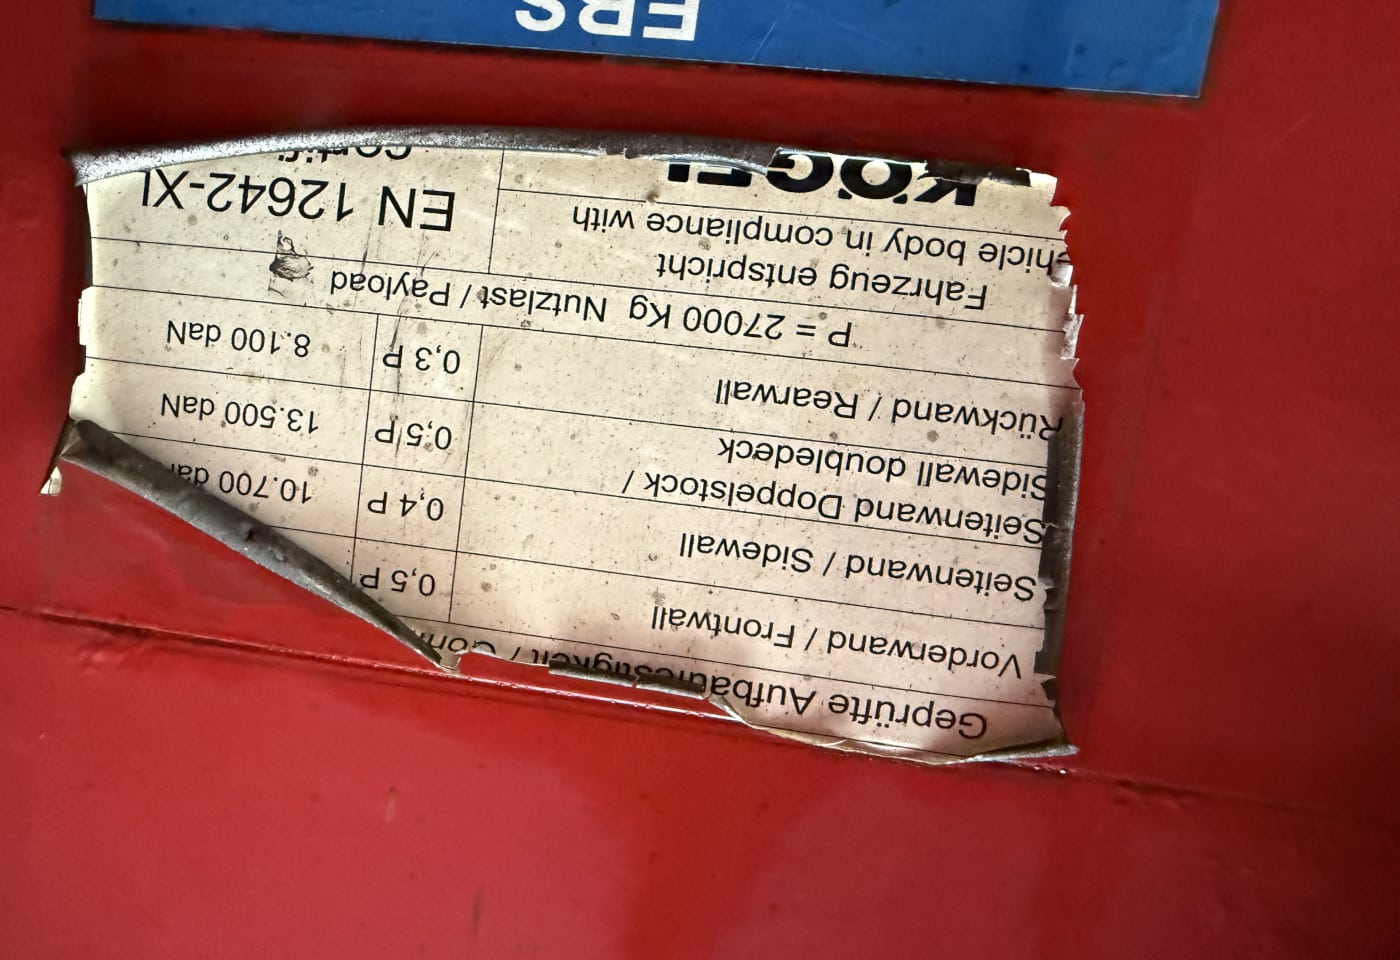 Geprüfte
Vorderwand / Frontwall 0,5 P
Seitenwand / Sidewall 0,4 P 10.700
Seitenwand Doppelstock /
Sidewall doubledeck 0,5 P 13.500 daN
Rückwand / Rearwall 0,3 P 8.100 daN
P = 27000 Kg Nutzlast / Payload
Fahrzeug entspricht
hicle body in compliance with
EN 12642-XL
KÖGEL
EBS